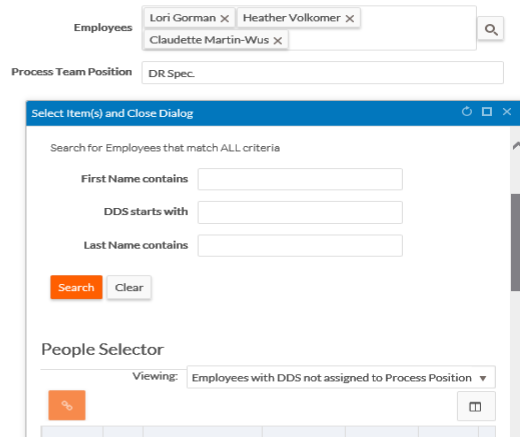 Employees
Lori Gorman × Heather Volkomer ×
Claudette Martin-Wus ×
Process Team Position
DR Spec.
Select Item(s) and Close Dialog
Search for Employees that match ALL criteria
First Name contains
DDS starts with
Last Name contains
Search Clear
People Selector
Viewing: Employees with DDS not assigned to Process Position